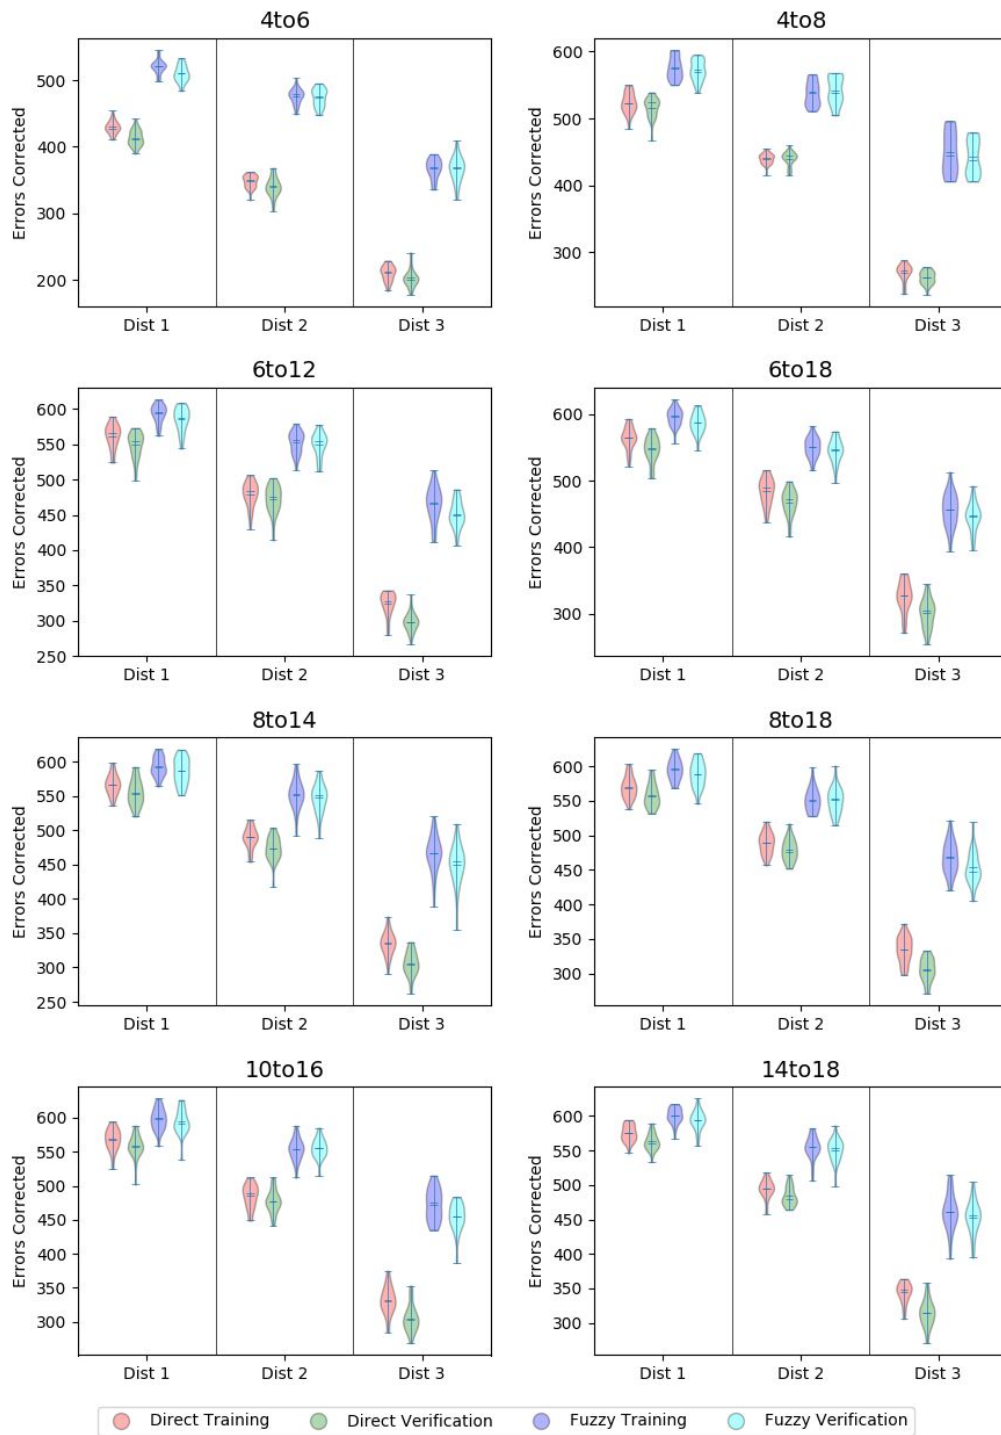 4to6
4to8
Errors Corrected
500
400
300
200
Dist 1
Dist 2
Dist 3
Errors Corrected
600
500
400
300
Dist 1
Dist 2
Dist 3
6to12
6to18
Errors Corrected
600
550
500
450
400
350
300
250
Dist 1
Dist 2
Dist 3
Errors Corrected
600
500
400
300
Dist 1
Dist 2
Dist 3
8to14
8to18
Errors Corrected
600
550
500
450
400
350
300
250
Dist 1
Dist 2
Dist 3
Errors Corrected
600
550
500
450
400
350
300
Dist 1
Dist 2
Dist 3
10to16
14to18
Errors Corrected
600
550
500
450
400
350
300
Dist 1
Dist 2
Dist 3
Errors Corrected
600
550
500
450
400
350
300
Dist 1
Dist 2
Dist 3
Direct Training Direct Verification Fuzzy Training Fuzzy Verification